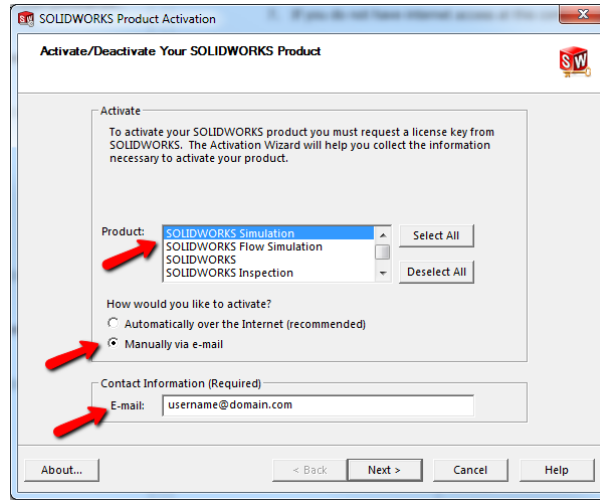 SOLIDWORKS Product Activation
Activate/Deactivate Your SOLIDWORKS Product
SW
Activate
To activate your SOLIDWORKS product you must request a license key from
SOLIDWORKS. The Activation Wizard will help you collect the information
necessary to activate your product.
Product:
SOLIDWORKS Simulation
SOLIDWORKS Flow Simulation
SOLIDWORKS
SOLIDWORKS Inspection
Select All
Deselect All
How would you like to activate?
Automatically over the Internet (recommended)
Manually via e-mail
Contact Information (Required)
E-mail: username@domain.com
About... < Back Next > Cancel Help